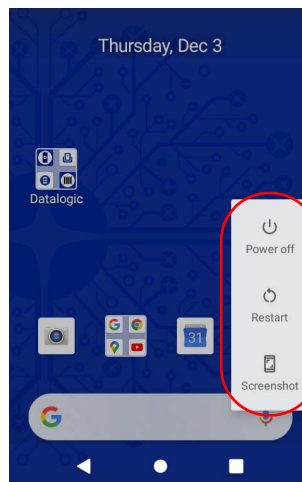 Thursday, Dec 3
Datalogic
Power off
Restart
31
Screenshot
G